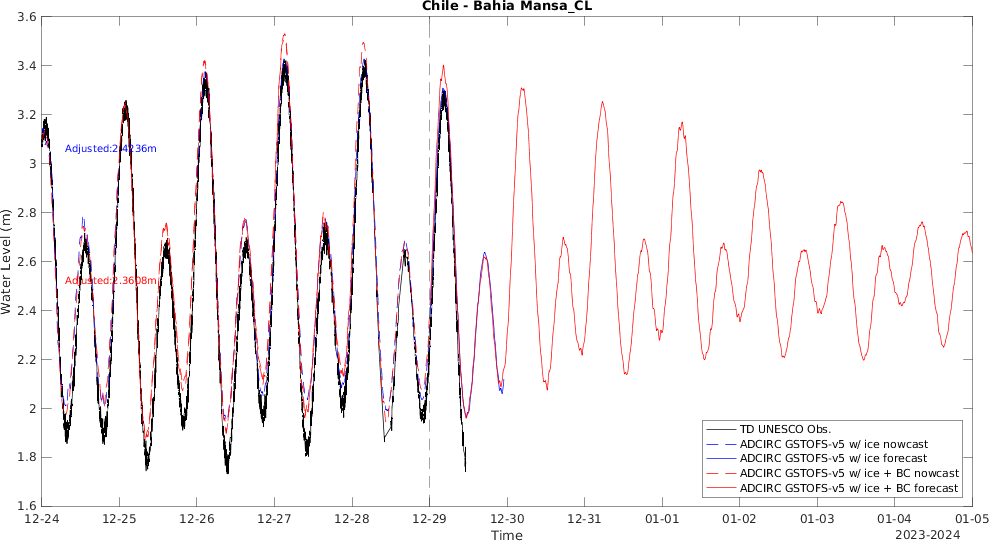 Chile - Bahia Mansa_CL
3.6
3.4
3.2
3
2.8
2.6
2.4
2.2
2
1.8
1.6
Water Level (m)
Adjusted:2.4236m
Adjusted:2.3608m
TD UNESCO Obs.
ADCIRC GSTOFS-v5 w/ ice nowcast
ADCIRC GSTOFS-v5 w/ ice forecast
ADCIRC GSTOFS-v5 w/ ice + BC nowcast
ADCIRC GSTOFS-v5 w/ ice + BC forecast
12-24 12-25 12-26 12-27 12-28 12-29 12-30 12-31 01-01 01-02 01-03 01-04 01-05
Time
2023-2024